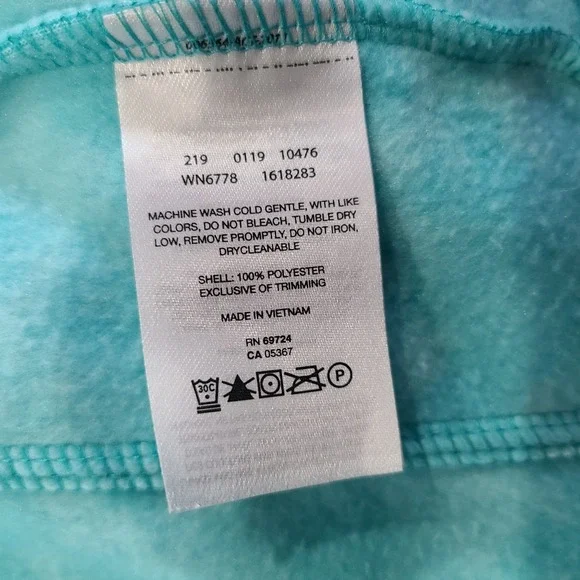 219 0119 10476
WN6778 1618283
MACHINE WASH COLD GENTLE, WITH LIKE
COLORS, DO NOT BLEACH, TUMBLE DRY
LOW, REMOVE PROMPTLY, DO NOT IRON,
DRYCLEANABLE
SHELL: 100% POLYESTER
EXCLUSIVE OF TRIMMING
MADE IN VIETNAM
RN 69724
CA 05367
30C P